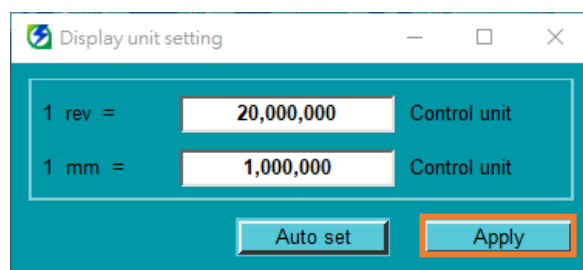 Display unit setting
1 rev = 20,000,000 Control unit
1 mm = 1,000,000 Control unit
Auto set Apply